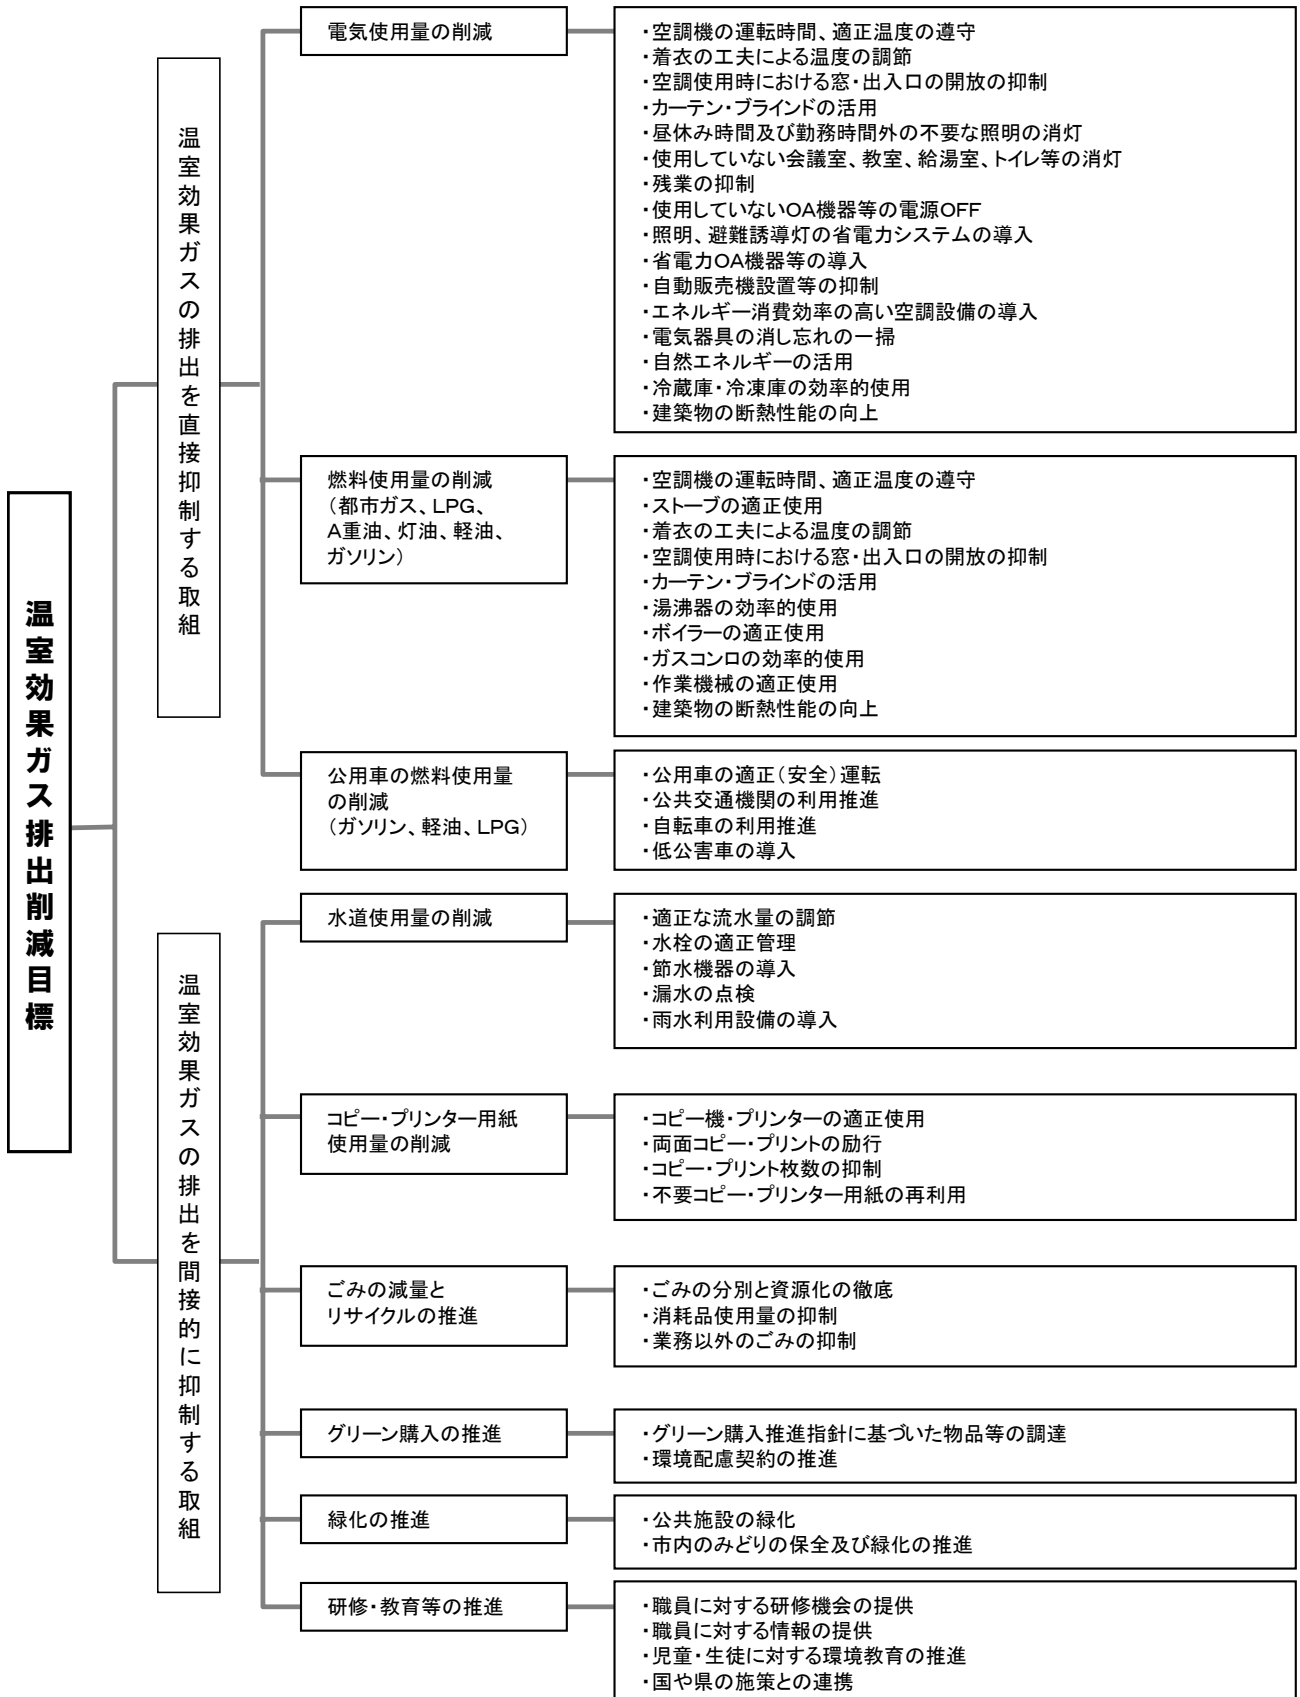 温室効果ガス排出削減目標
温室効果ガスの排出を直接抑制する取組
電気使用量の削減
・空調機の運転時間、適正温度の遵守
・着衣の工夫による温度の調節
・空調使用時における窓・出入口の開放の抑制
・カーテン・ブラインドの活用
・昼休み時間及び勤務時間外の不要な照明の消灯
・使用していない会議室、教室、給湯室、トイレ等の消灯
・残業の抑制
・使用していないOA機器等の電源OFF
・照明、避難誘導灯の省電力システムの導入
・省電力OA機器等の導入
・自動販売機設置等の抑制
・エネルギー消費効率の高い空調設備の導入
・電気器具の消し忘れの一掃
・自然エネルギーの活用
・冷蔵庫・冷凍庫の効率的使用
・建築物の断熱性能の向上
燃料使用量の削減
（都市ガス、LPG、
A重油、灯油、軽油、
ガソリン）
・空調機の運転時間、適正温度の遵守
・ストーブの適正使用
・着衣の工夫による温度の調節
・空調使用時における窓・出入口の開放の抑制
・カーテン・ブラインドの活用
・湯沸器の効率的使用
・ボイラーの適正使用
・ガスコンロの効率的使用
・作業機械の適正使用
・建築物の断熱性能の向上
公用車の燃料使用量
の削減
（ガソリン、軽油、LPG）
・公用車の適正（安全）運転
・公共交通機関の利用推進
・自転車の利用推進
・低公害車の導入
温室効果ガスの排出を間接的に抑制する取組
水道使用量の削減
・適正な流水量の調節
・水栓の適正管理
・節水機器の導入
・漏水の点検
・雨水利用設備の導入
コピー・プリンター用紙
使用量の削減
・コピー機・プリンターの適正使用
・両面コピー・プリントの励行
・コピー・プリント枚数の抑制
・不要コピー・プリンター用紙の再利用
ごみの減量と
リサイクルの推進
・ごみの分別と資源化の徹底
・消耗品使用量の抑制
・業務以外のごみの抑制
グリーン購入の推進
・グリーン購入推進指針に基づいた物品等の調達
・環境配慮契約の推進
緑化の推進
・公共施設の緑化
・市内のみどりの保全及び緑化の推進
研修・教育等の推進
・職員に対する研修機会の提供
・職員に対する情報の提供
・児童・生徒に対する環境教育の推進
・国や県の施策との連携